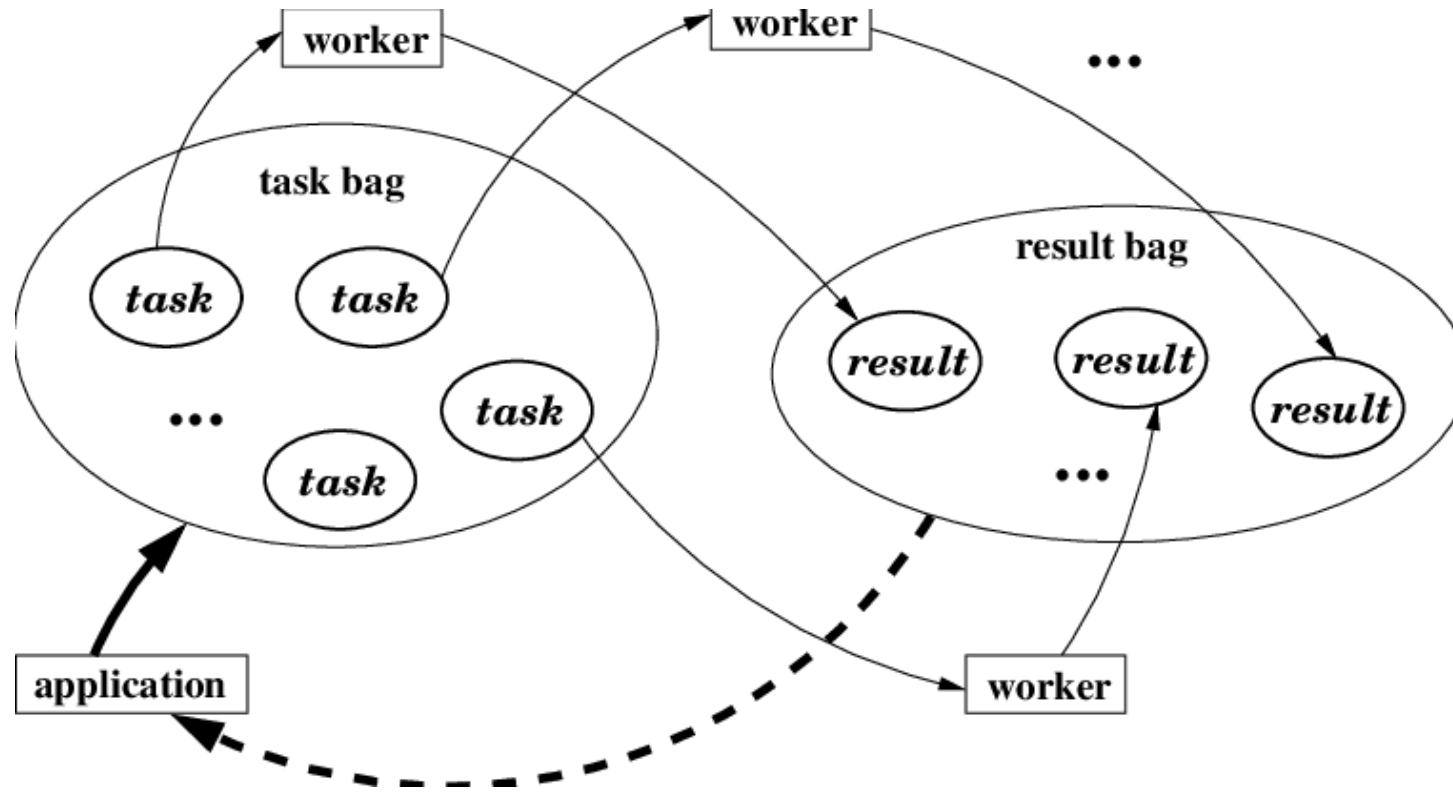 worker
worker
...
task bag
result bag
task
task
result
result
result
task
...
task
...
application
worker